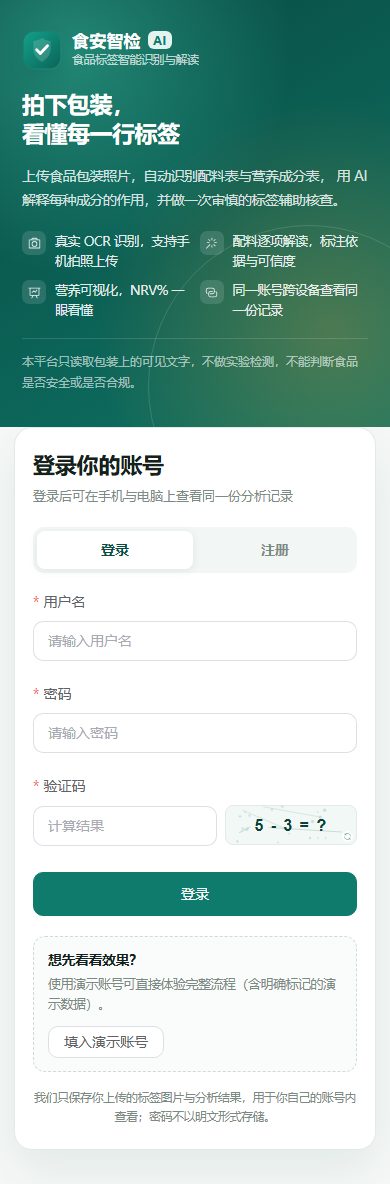 食安智检 AI
食品标签智能识别与解读
拍下包装，
看懂每一行标签
上传食品包装照片，自动识别配料表与营养成分表， 用 AI
解释每种成分的作用，并做一次审慎的标签辅助核查。
真实 OCR 识别，支持手
机拍照上传
配料逐项解读，标注依
据与可信度
营养可视化，NRV% 一
眼看懂
同一账号跨设备查看同
一份记录
本平台只读取包装上的可见文字，不做实验检测，不能判断食品
是否安全或是否合规。
登录你的账号
登录后可在手机与电脑上查看同一份分析记录
登录
注册
* 用户名
请输入用户名
* 密码
请输入密码
* 验证码
计算结果
5 - 3 = ?
登录
想先看看效果？
使用演示账号可直接体验完整流程（含明确标记的演
示数据）。
填入演示账号
我们只保存你上传的标签图片与分析结果，用于你自己的账号内
查看；密码不以明文形式存储。